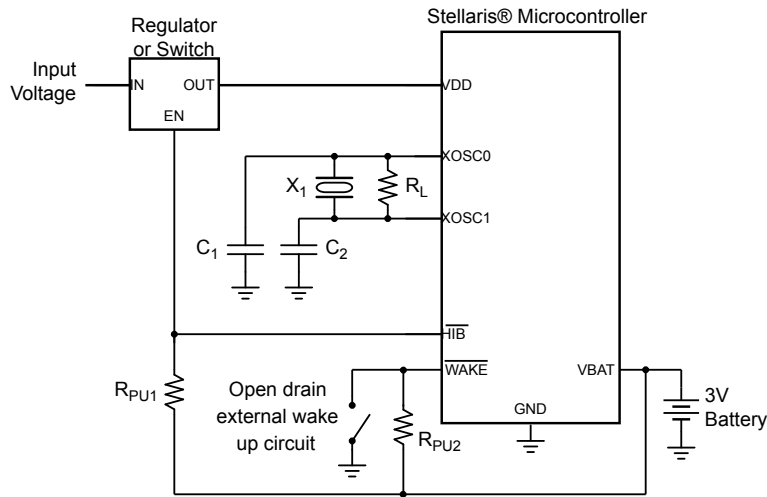 Stellaris® Microcontroller
Regulator
or Switch
Input
Voltage
IN
OUT
EN
VDD
XOSC0
X1
RL
XOSC1
C1
C2
HIB
WAKE
VBAT
RPU1
Open drain
external wake
up circuit
RPU2
GND
3V
Battery